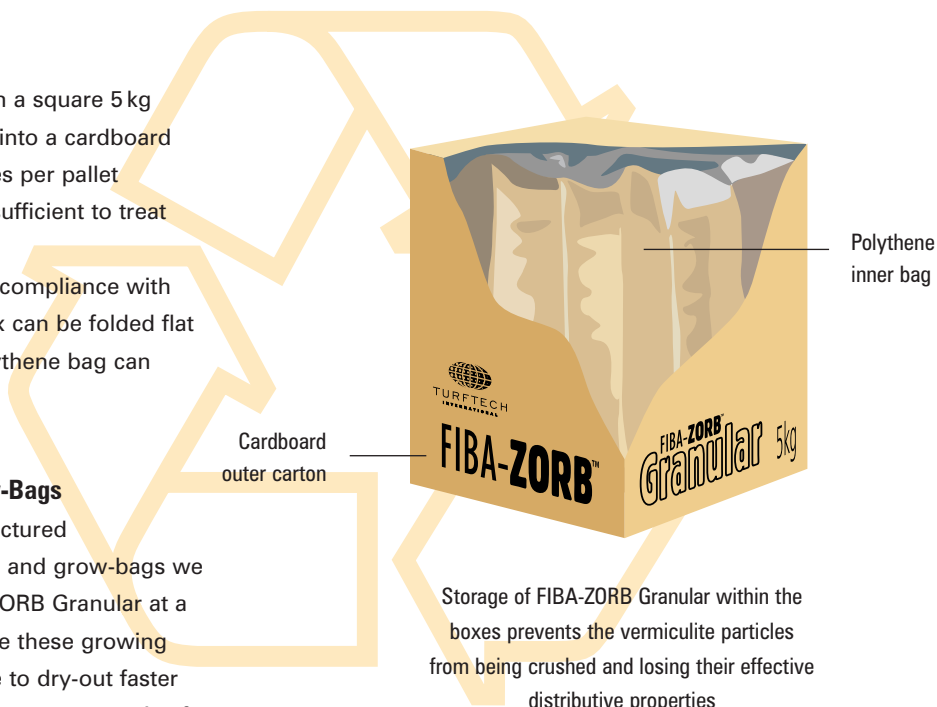 n a square 5 kg
into a cardboard
es per pallet
sufficient to treat
compliance with
x can be folded flat
ythene bag can
r-Bags
ctured
and grow-bags we
ORB Granular at a
e these growing
e to dry-out faster
Polythene
inner bag
Cardboard
outer carton
TURFTECH
INTERNATIONAL
FIBA-ZORB™
FIBA-ZORB™
Granular 5kg
Storage of FIBA-ZORB Granular within the
boxes prevents the vermiculite particles
from being crushed and losing their effective
distributive properties